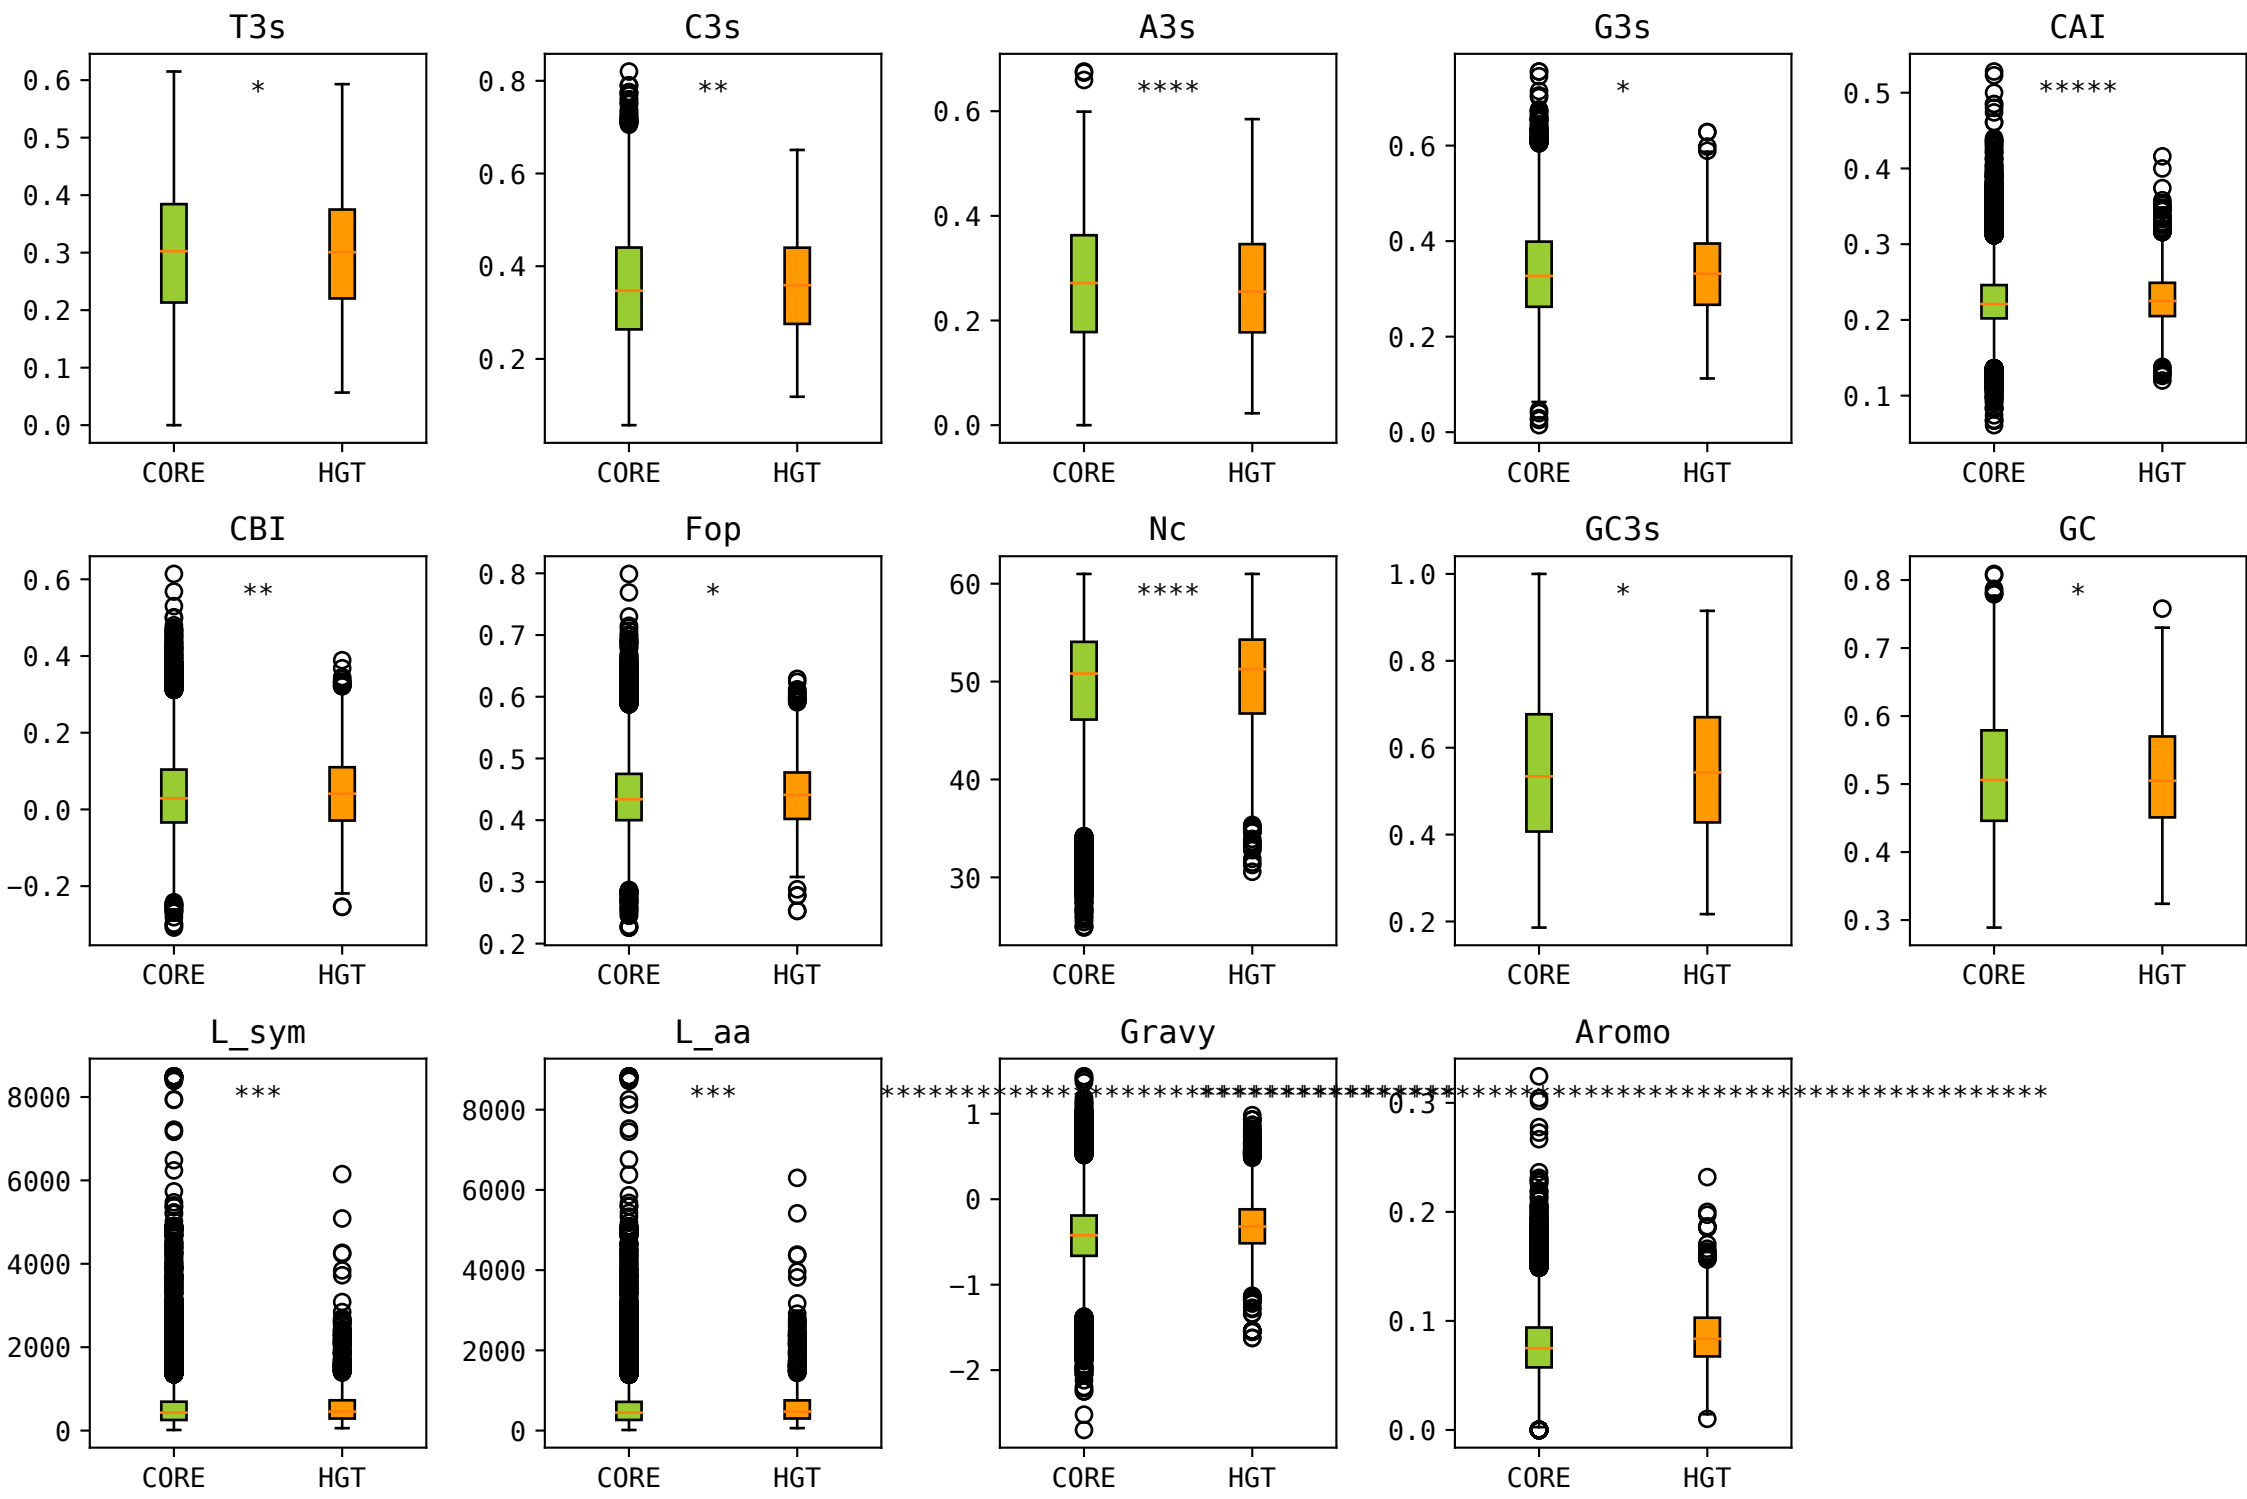 T3s C3s A3s G3s CAI
* ** **** * *****
0.6 0.5 0.4 0.3 0.2 0.1 0.0
0.8 0.6 0.4 0.2
0.6 0.4 0.2 0.0
0.6 0.4 0.2 0.0
0.5 0.4 0.3 0.2 0.1
CORE HGT CORE HGT CORE HGT CORE HGT CORE HGT
CBI Fop Nc GC3s GC
** * **** * *
0.6 0.4 0.2 0.0 −0.2
0.8 0.7 0.6 0.5 0.4 0.3 0.2
60 50 40 30
1.0 0.8 0.6 0.4 0.2
0.8 0.7 0.6 0.5 0.4 0.3
CORE HGT CORE HGT CORE HGT CORE HGT CORE HGT
L_sym L_aa Gravy Aromo
*** ***
8000 6000 4000 2000 0
8000 6000 4000 2000 0
1 0 −1 −2
0.3 0.2 0.1 0.0
CORE HGT CORE HGT CORE HGT CORE HGT